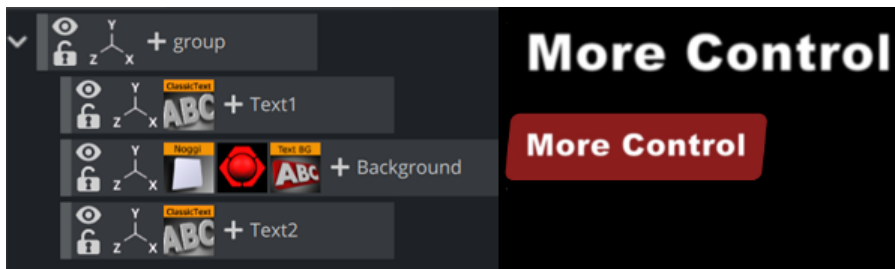 Y
Z X
group
Y
ClassicText
ABC
Z X
Text1
Y
Noggi
Text BG
ABC
Z X
Background
Y
ClassicText
ABC
Z X
Text2
More Control
More Control